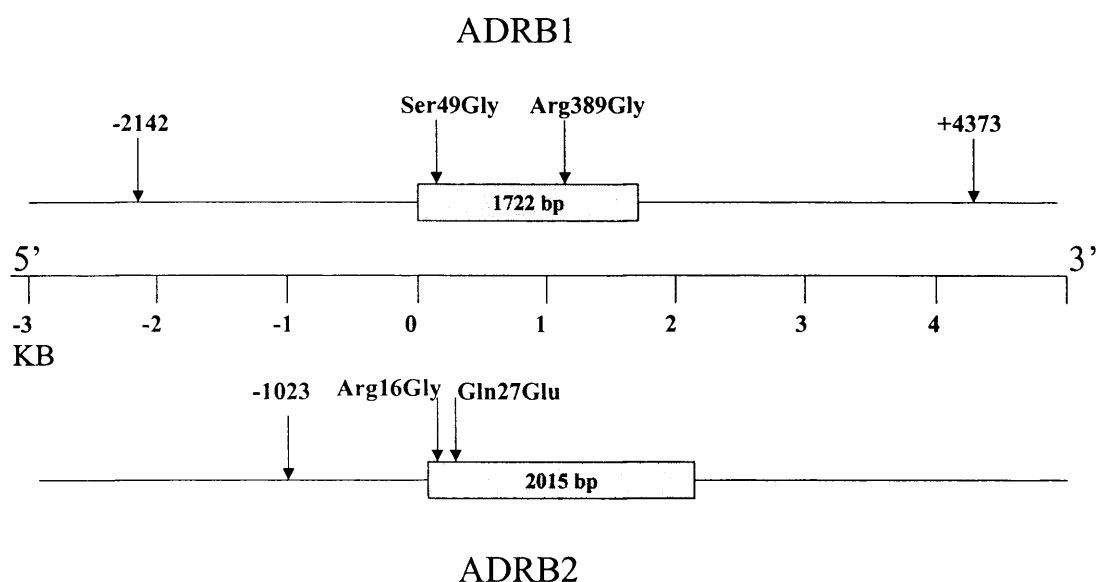 ADRB1
Ser49Gly Arg389Gly
-2142 +4373
1722 bp
5’ 3’
-3 -2 -1 0 1 2 3 4
KB
-1023 Arg16Gly Gln27Glu
2015 bp
ADRB2